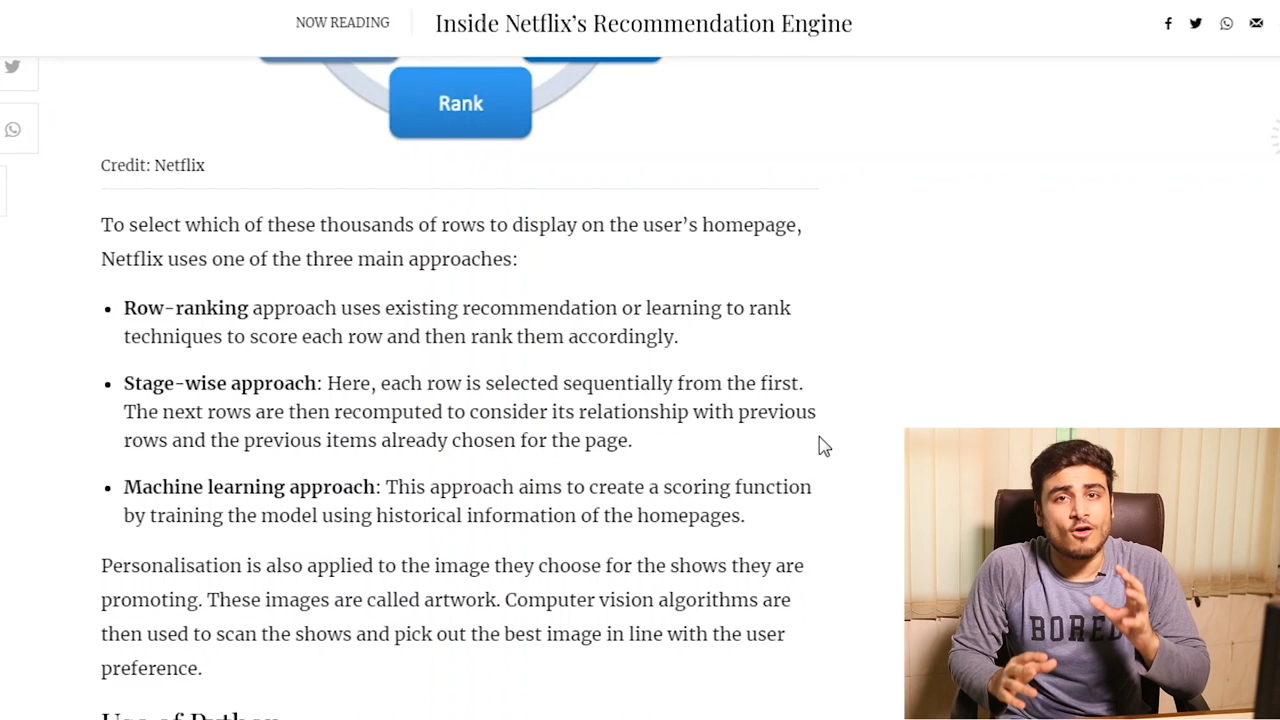 NOW READING
Inside Netflix’s Recommendation Engine
Rank
Credit: Netflix
To select which of these thousands of rows to display on the user’s homepage,
Netflix uses one of the three main approaches:
• Row-ranking approach uses existing recommendation or learning to rank
techniques to score each row and then rank them accordingly.
• Stage-wise approach: Here, each row is selected sequentially from the first.
The next rows are then recomputed to consider its relationship with previous
rows and the previous items already chosen for the page.
• Machine learning approach: This approach aims to create a scoring function
by training the model using historical information of the homepages.
Personalisation is also applied to the image they choose for the shows they are
promoting. These images are called artwork. Computer vision algorithms are
then used to scan the shows and pick out the best image in line with the user
preference.
Use of Python
BORED